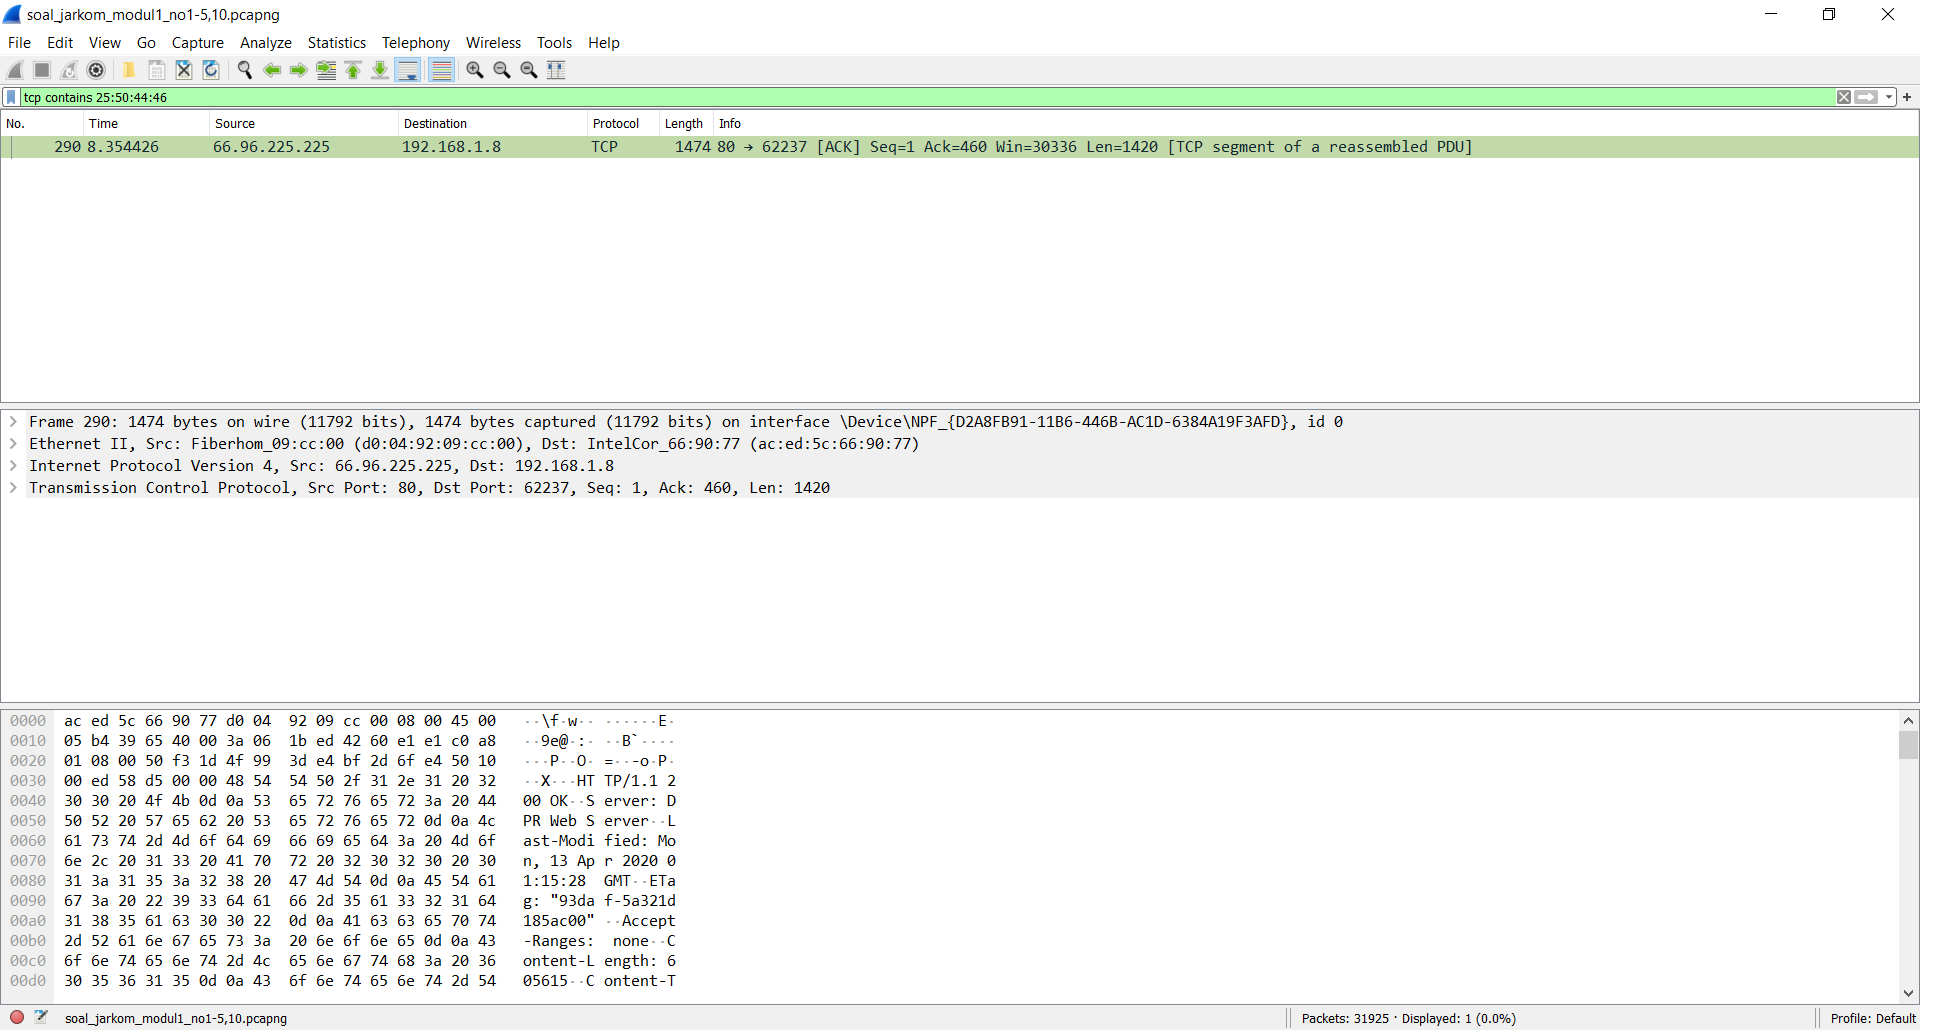 soal_jarkom_modul1_no1-5,10.pcapng
File Edit View Go Capture Analyze Statistics Telephony Wireless Tools Help
tcp contains 25:50:44:46
No. Time Source Destination Protocol Length Info
290 8.354426 66.96.225.225 192.168.1.8 TCP 1474 80 → 62237 [ACK] Seq=1 Ack=460 Win=30336 Len=1420 [TCP segment of a reassembled PDU]
Frame 290: 1474 bytes on wire (11792 bits), 1474 bytes captured (11792 bits) on interface \Device\NPF_{D2A8FB91-11B6-446B-AC1D-6384A19F3AFD}, id 0
Ethernet II, Src: Fiberhom_09:cc:00 (d0:04:92:09:cc:00), Dst: IntelCor_66:90:77 (ac:ed:5c:66:90:77)
Internet Protocol Version 4, Src: 66.96.225.225, Dst: 192.168.1.8
Transmission Control Protocol, Src Port: 80, Dst Port: 62237, Seq: 1, Ack: 460, Len: 1420
0000 ac ed 5c 66 90 77 d0 04 92 09 cc 00 08 00 45 00 ··\f·w·· ······E·
0010 05 b4 39 65 40 00 3a 06 1b ed 42 60 e1 e1 c0 a8 ··9e@·:· ··B`····
0020 01 08 00 50 f3 1d 4f 99 3d e4 bf 2d 6f e4 50 10 ···P··O· =··-o·P·
0030 00 ed 58 d5 00 00 48 54 54 50 2f 31 2e 31 20 32 ··X···HT TP/1.1 2
0040 30 30 20 4f 4b 0d 0a 53 65 72 76 65 72 3a 20 44 00 OK··S erver: D
0050 50 52 20 57 65 62 20 53 65 72 76 65 72 0d 0a 4c PR Web S erver··L
0060 61 73 74 2d 4d 6f 64 69 66 69 65 64 3a 20 4d 6f ast-Modi fied: Mo
0070 6e 2c 20 31 33 20 41 70 72 20 32 30 32 30 20 30 n, 13 Ap r 2020 0
0080 31 3a 31 35 3a 32 38 20 47 4d 54 0d 0a 45 54 61 1:15:28 GMT··ETa
0090 67 3a 20 22 39 33 64 61 66 2d 35 61 33 32 31 64 g: "93da f-5a321d
00a0 31 38 35 61 63 30 30 22 0d 0a 41 63 63 65 70 74 185ac00" ··Accept
00b0 2d 52 61 6e 67 65 73 3a 20 6e 6f 6e 65 0d 0a 43 -Ranges: none··C
00c0 6f 6e 74 65 6e 74 2d 4c 65 6e 67 74 68 3a 20 36 ontent-L ength: 6
00d0 30 35 36 31 35 0d 0a 43 6f 6e 74 65 6e 74 2d 54 05615··C ontent-T
soal_jarkom_modul1_no1-5,10.pcapng Packets: 31925 · Displayed: 1 (0.0%) Profile: Default